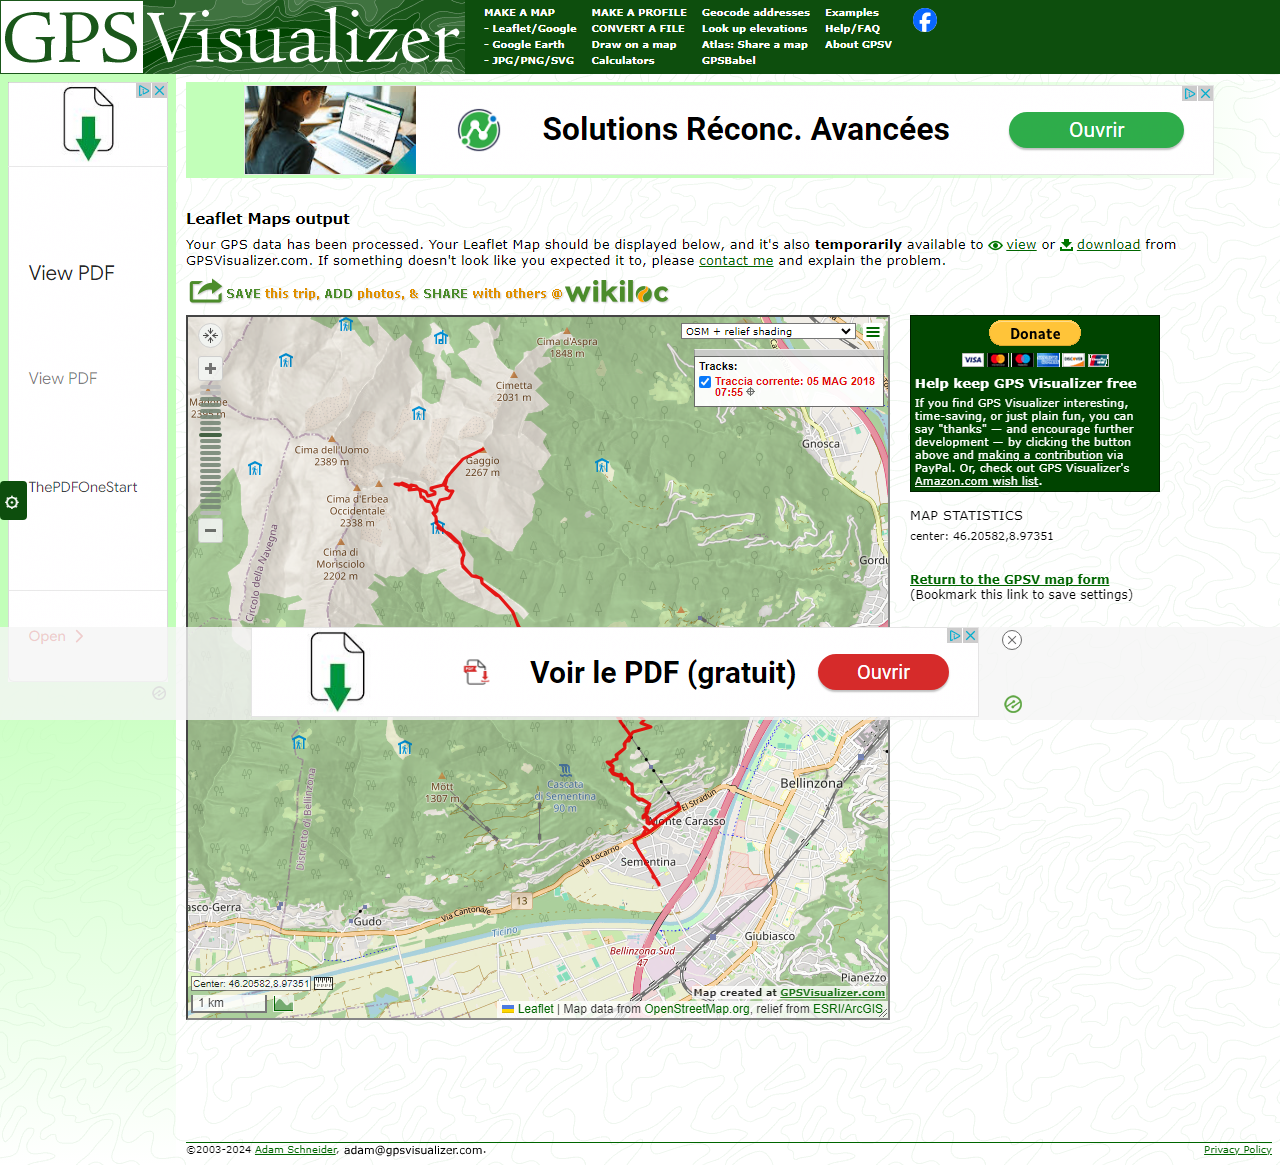 GPSVisualizer
MAKE A MAP
- Leaflet/Google
- Google Earth
- JPG/PNG/SVG
MAKE A PROFILE
CONVERT A FILE
Draw on a map
Calculators
Geocode addresses
Look up elevations
Atlas: Share a map
GPSBabel
Examples
Help/FAQ
About GPSV
View PDF
View PDF
ThePDFOneStart
Open
Solutions Réconc. Avancées
Ouvrir
Leaflet Maps output
Your GPS data has been processed. Your Leaflet Map should be displayed below, and it's also temporarily available to view or download from
GPSVisualizer.com. If something doesn't look like you expected it to, please contact me and explain the problem.
SAVE this trip, ADD photos, & SHARE with others @ wikiloc
OSM + relief shading
Tracks:
Traccia corrente: 05 MAG 2018
07:55
Cima d'Aspra
1848 m
Cimetta
2031 m
Cima dell'Uomo
2389 m
Gaggio
2267 m
Gnosca
Cima d'Erbea
Occidentale
2338 m
Cima di
Morisciolo
2202 m
Circolo della Navegna
Gordu
Voir le PDF (gratuit)
Ouvrir
Mött
1307 m
Cascata
di Sementina
90 m
Bellinzona
El Stradún
Monte Carasso
Via Locarno
Sementina
Distretto di Bellinzona
13
Via Cantonale
asco-Gerra
Gudo
Ticino
Giubiasco
Bellinzona Sud
47
Pianezzo
Center: 46.20582,8.97351
1 km
Map created at GPSVisualizer.com
Leaflet | Map data from OpenStreetMap.org, relief from ESRI/ArcGIS
Donate
VISA
DISCOVER
Help keep GPS Visualizer free
If you find GPS Visualizer interesting,
time-saving, or just plain fun, you can
say "thanks" — and encourage further
development — by clicking the button
above and making a contribution via
PayPal. Or, check out GPS Visualizer's
Amazon.com wish list.
MAP STATISTICS
center: 46.20582,8.97351
Return to the GPSV map form
(Bookmark this link to save settings)
©2003-2024 Adam Schneider, adam@gpsvisualizer.com.
Privacy Policy